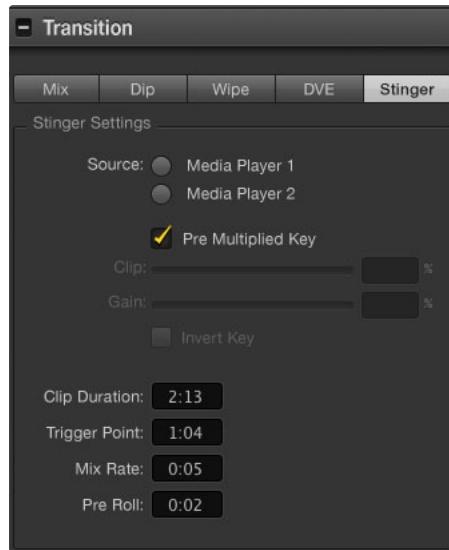 Transition
Mix Dip Wipe DVE Stinger
Stinger Settings
Source: Media Player 1
Media Player 2
Pre Multiplied Key
Clip: %
Gain: %
Invert Key
Clip Duration: 2:13
Trigger Point: 1:04
Mix Rate: 0:05
Pre Roll: 0:02